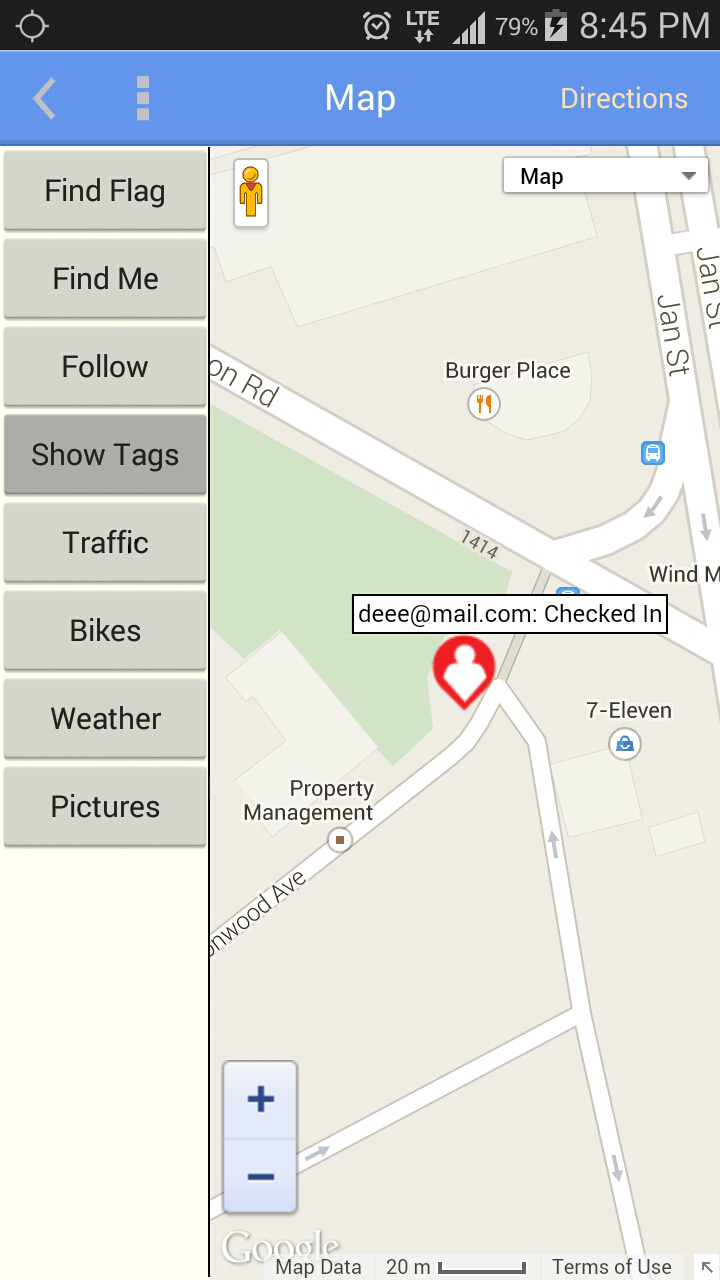 LTE 79% 8:45 PM
Map
Directions
Find Flag
Find Me
Follow
Show Tags
Traffic
Bikes
Weather
Pictures
Map
Jan St
Jan St
Burger Place
on Rd
1414
Wind M
deee@mail.com: Checked In
7-Eleven
Property
Management
onwood Ave
+
−
Google
Map Data
20 m
Terms of Use